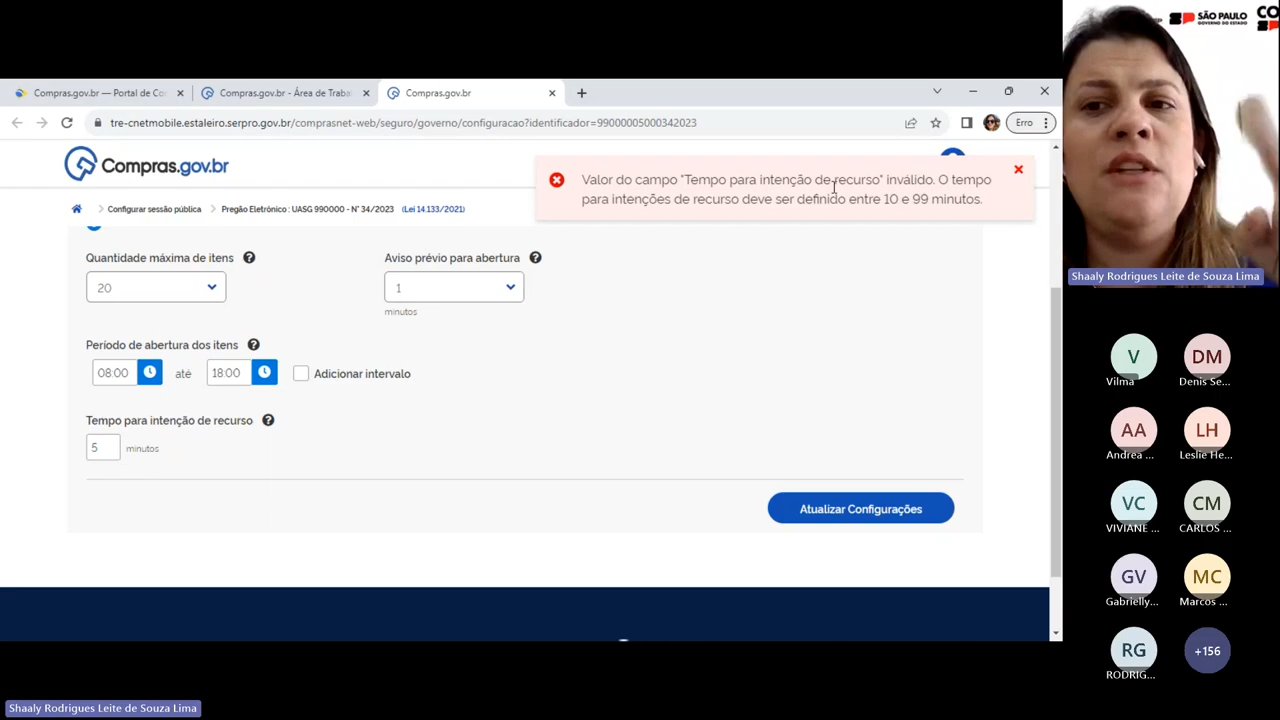 SÃO PAULO
GOVERNO DO ESTADO
CO
Compras.gov.br — Portal de Co
Compras.gov.br - Área de Traba
Compras.gov.br
tre-cnetmobile.estaleiro.serpro.gov.br/comprasnet-web/seguro/governo/configuracao?identificador=99000005000342023
Erro
Compras.gov.br
Valor do campo "Tempo para intenção de recurso" inválido. O tempo
para intenções de recurso deve ser definido entre 10 e 99 minutos.
Configurar sessão pública
Pregão Eletrônico : UASG 990000 - N° 34/2023 (Lei 14.133/2021)
Quantidade máxima de itens
Aviso prévio para abertura
20
1
minutos
Período de abertura dos itens
08:00 até 18:00 Adicionar intervalo
Tempo para intenção de recurso
5 minutos
Atualizar Configurações
Shaaly Rodrigues Leite de Souza Lima
V
DM
Vilma
Denis Se...
AA
LH
Andrea ...
Leslie He...
VC
CM
VIVIANE ...
CARLOS ...
GV
MC
Gabrielly...
Marcos ...
RG
+156
RODRIG...
Shaaly Rodrigues Leite de Souza Lima